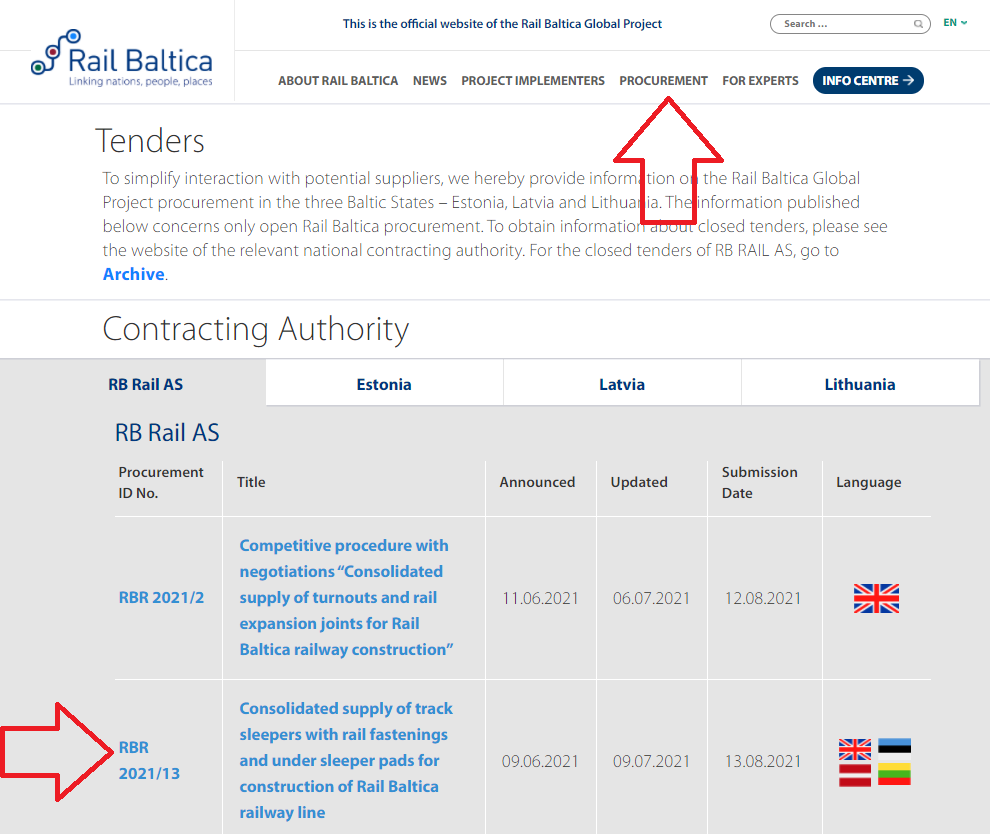 This is the official website of the Rail Baltica Global Project
Search ...
EN
Rail Baltica
Linking nations, people, places
ABOUT RAIL BALTICA NEWS PROJECT IMPLEMENTERS PROCUREMENT FOR EXPERTS INFO CENTRE
Tenders
To simplify interaction with potential suppliers, we hereby provide information on the Rail Baltica Global
Project procurement in the three Baltic States – Estonia, Latvia and Lithuania. The information published
below concerns only open Rail Baltica procurement. To obtain information about closed tenders, please see
the website of the relevant national contracting authority. For the closed tenders of RB RAIL AS, go to
Archive.
Contracting Authority
RB Rail AS Estonia Latvia Lithuania
RB Rail AS
Procurement
ID No.
Title
Announced
Updated
Submission
Date
Language
RBR 2021/2
Competitive procedure with
negotiations “Consolidated
supply of turnouts and rail
expansion joints for Rail
Baltica railway construction”
11.06.2021
06.07.2021
12.08.2021
RBR
2021/13
Consolidated supply of track
sleepers with rail fastenings
and under sleeper pads for
construction of Rail Baltica
railway line
09.06.2021
09.07.2021
13.08.2021